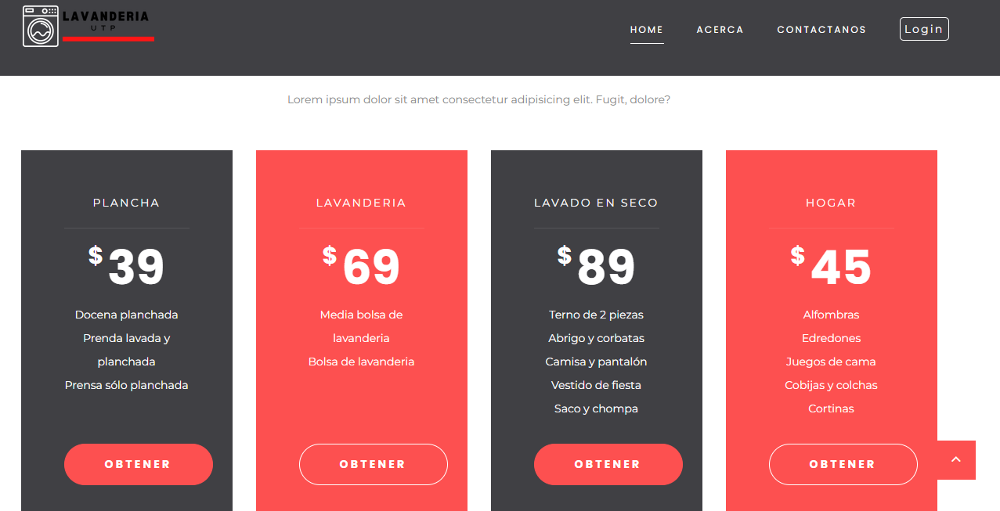 LAVANDERIA
UTP
HOME ACERCA CONTACTANOS Login
Lorem ipsum dolor sit amet consectetur adipisicing elit. Fugit, dolore?
PLANCHA
$39
Docena planchada
Prenda lavada y
planchada
Prensa sólo planchada
OBTENER
LAVANDERIA
$69
Media bolsa de
lavanderia
Bolsa de lavanderia
OBTENER
LAVADO EN SECO
$89
Terno de 2 piezas
Abrigo y corbatas
Camisa y pantalón
Vestido de fiesta
Saco y chompa
OBTENER
HOGAR
$45
Alfombras
Edredones
Juegos de cama
Cobijas y colchas
Cortinas
OBTENER